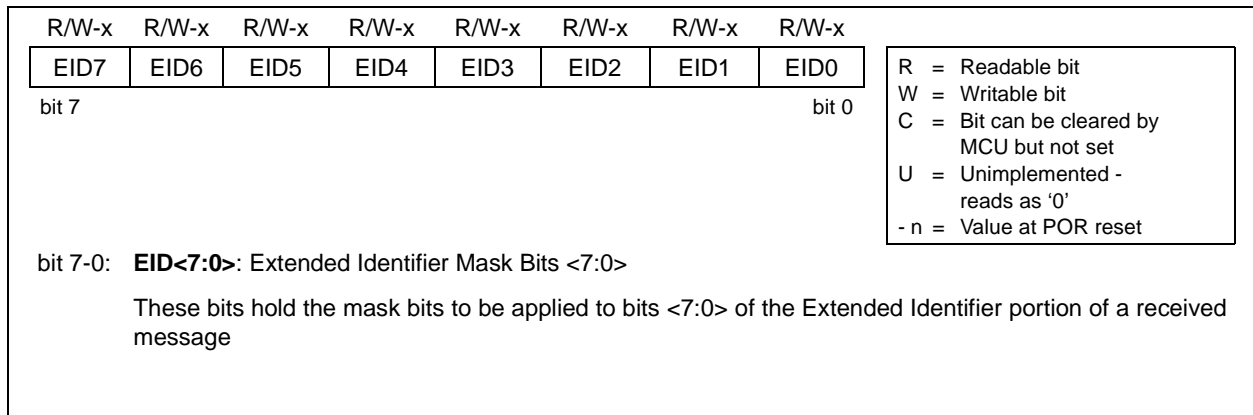 R/W-x R/W-x R/W-x R/W-x R/W-x R/W-x R/W-x R/W-x
EID7 EID6 EID5 EID4 EID3 EID2 EID1 EID0
bit 7 bit 0
R = Readable bit
W = Writable bit
C = Bit can be cleared by
MCU but not set
U = Unimplemented -
reads as ‘0’
- n = Value at POR reset
bit 7-0: EID<7:0>: Extended Identifier Mask Bits <7:0>
These bits hold the mask bits to be applied to bits <7:0> of the Extended Identifier portion of a received
message